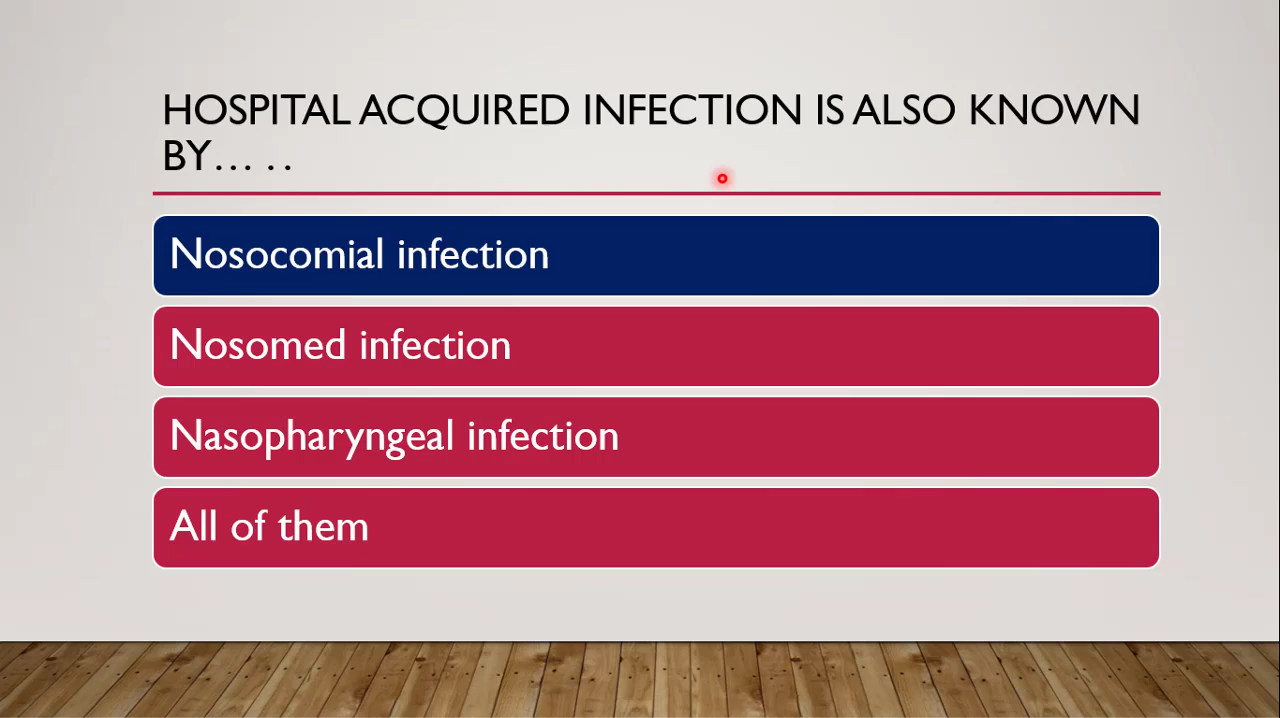 HOSPITAL ACQUIRED INFECTION IS ALSO KNOWN
BY… . .
Nosocomial infection
Nosomed infection
Nasopharyngeal infection
All of them